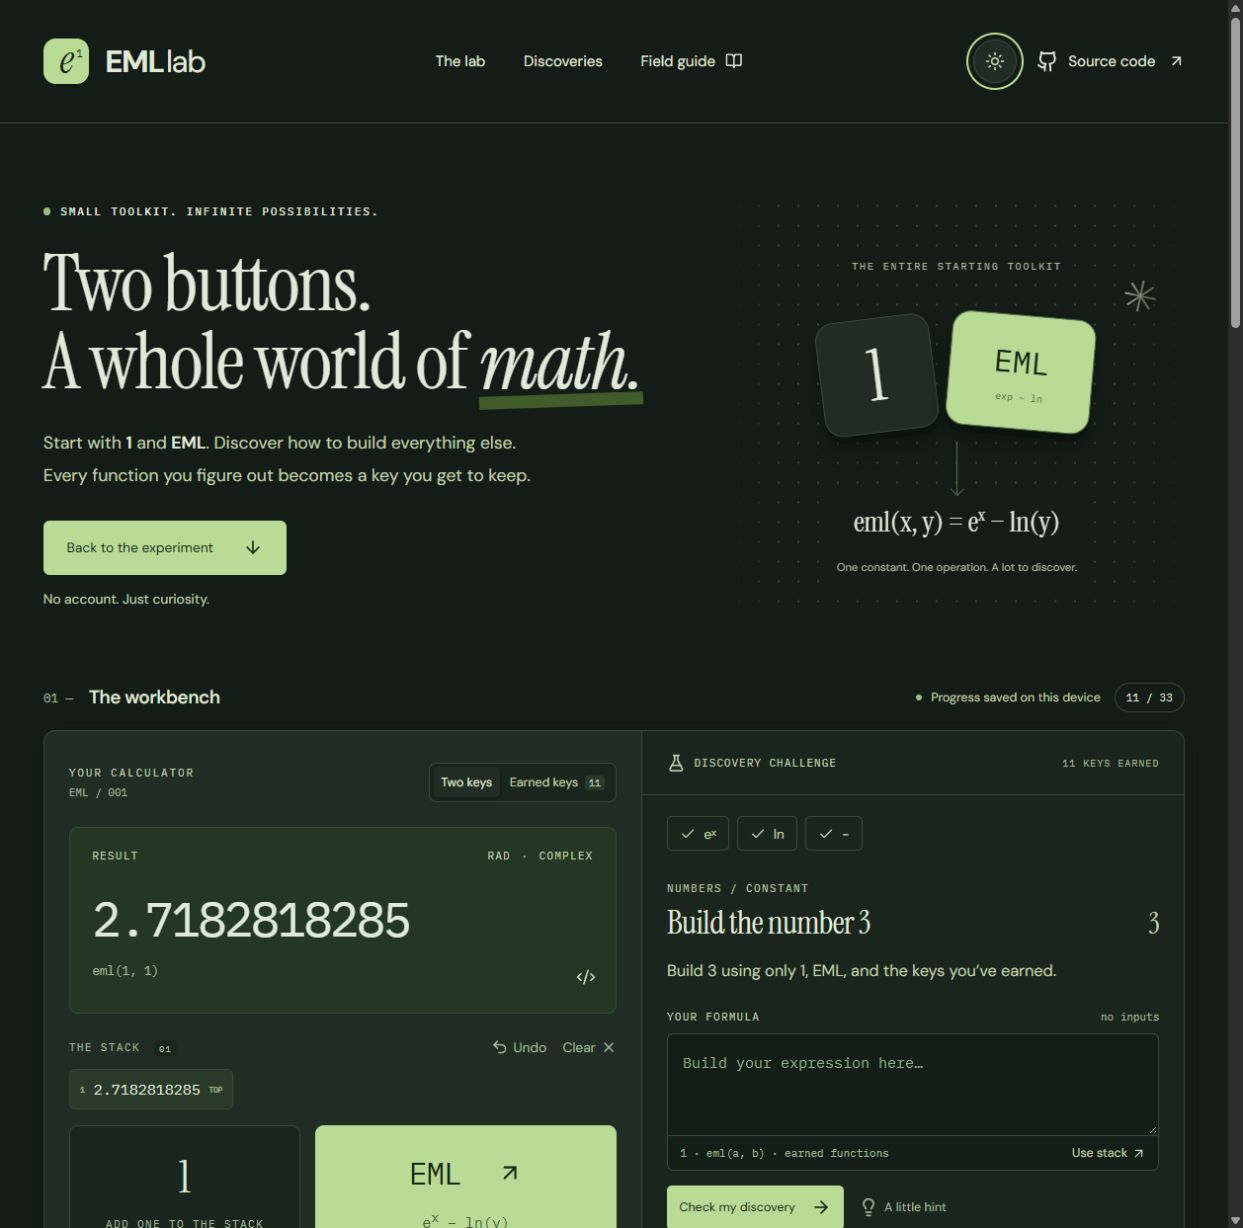 e¹ EML lab
The lab Discoveries Field guide Source code
SMALL TOOLKIT. INFINITE POSSIBILITIES.
Two buttons.
A whole world of math.
Start with 1 and EML. Discover how to build everything else.
Every function you figure out becomes a key you get to keep.
Back to the experiment
No account. Just curiosity.
THE ENTIRE STARTING TOOLKIT
1
EML
exp − ln
eml(x, y) = eˣ − ln(y)
One constant. One operation. A lot to discover.
01 — The workbench
Progress saved on this device 11 / 33
YOUR CALCULATOR
EML / 001
Two keys Earned keys 11
RESULT RAD · COMPLEX
2.7182818285
eml(1, 1)
</>
THE STACK 01
Undo Clear ×
1 2.7182818285 TOP
1
ADD ONE TO THE STACK
EML ↗
eˣ − ln(y)
DISCOVERY CHALLENGE 11 KEYS EARNED
eˣ ln −
NUMBERS / CONSTANT
Build the number 3 3
Build 3 using only 1, EML, and the keys you’ve earned.
YOUR FORMULA no inputs
Build your expression here…
1 · eml(a, b) · earned functions
Use stack ↗
Check my discovery →
A little hint